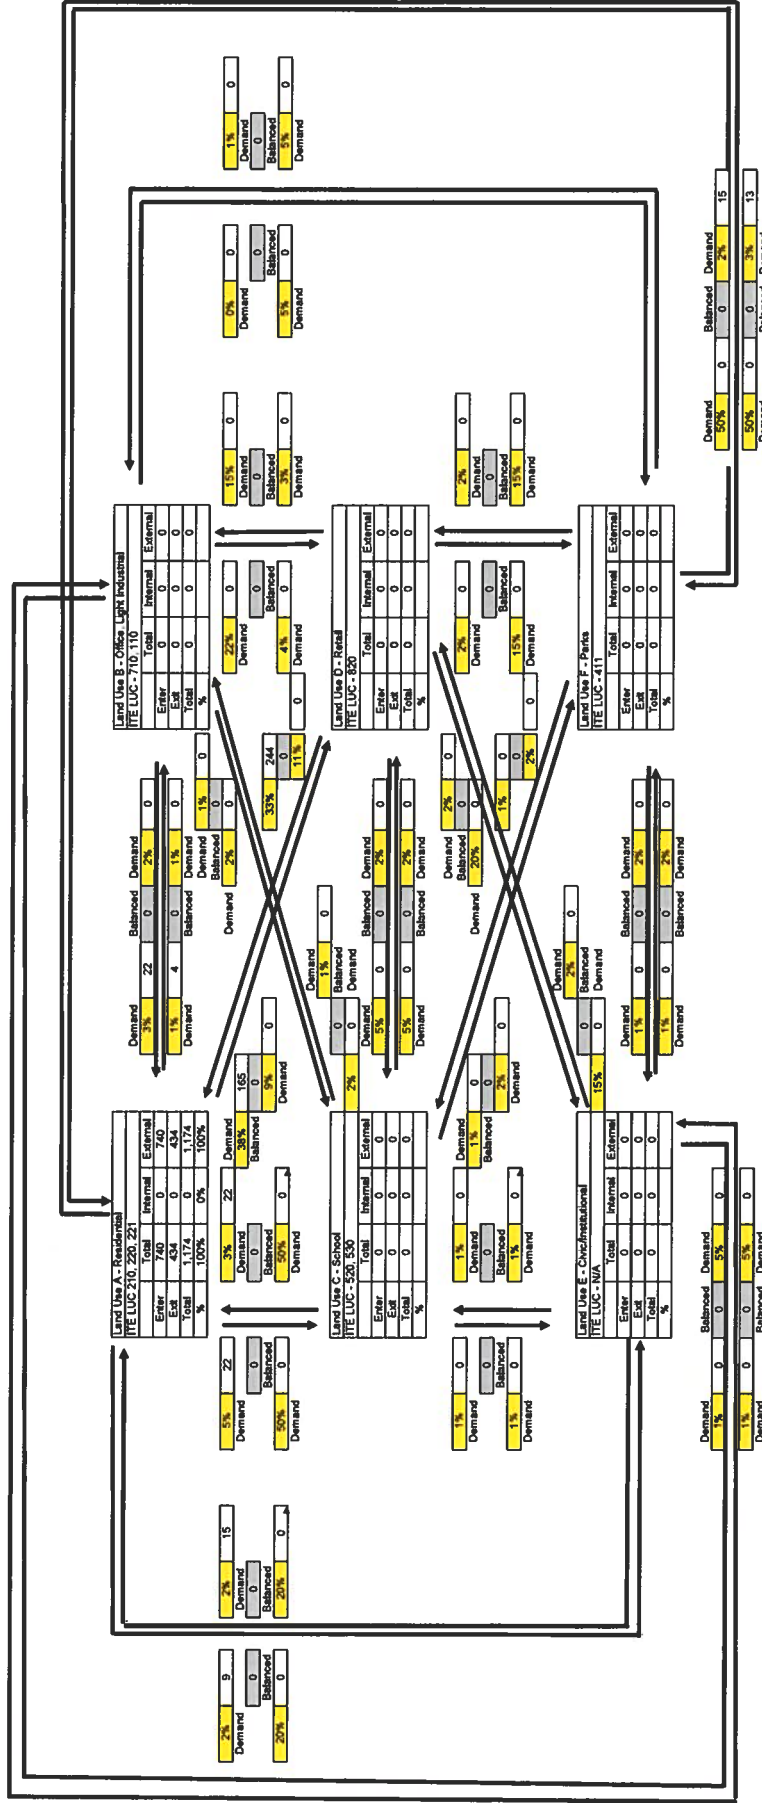 Land Use A - Residential
ITE LUC 210, 220, 221
Total Internal External
Enter 740 0 740
Exit 434 0 434
Total 1,174 0 1,174
% 100% 0% 100%
Land Use B - Office, Light Industrial
ITE LUC - 710, 110
Total Internal External
Enter 0 0 0
Exit 0 0 0
Total 0 0 0
%
Land Use C - School
ITE LUC - 520, 530
Total Internal External
Enter 0 0 0
Exit 0 0 0
Total 0 0 0
%
Land Use D - Retail
ITE LUC - 820
Total Internal External
Enter 0 0 0
Exit 0 0 0
Total 0 0 0
%
Land Use E - Civic/Institutional
ITE LUC - N/A
Total Internal External
Enter 0 0 0
Exit 0 0 0
Total 0 0 0
%
Land Use F - Parks
ITE LUC - 411
Total Internal External
Enter 0 0 0
Exit 0 0 0
Total 0 0 0
%
2% 9
Demand
0
Balanced
20% 0
Demand
2% 15
Demand
0
Balanced
20% 0
5% 22
Demand
0
Balanced
50% 0
Demand
3% 22
Demand
0
Balanced
50% 0
Demand
Demand
38% 165
Balanced 0
9% 0
Demand
Demand Balanced Demand
3% 22 0 2% 0
1% 4 0 1% 0
Demand Balanced Demand
1% 0
Demand 0
Balanced
2% 0
Demand
33% 244
0
11% 0
22% 0
Demand
0
Balanced
4% 0
Demand
15% 0
Demand
0
Balanced
3% 0
Demand
0% 0
Demand
0
Balanced
5% 0
Demand
1% 0
Demand
0
Balanced
5% 0
Demand
Demand
1% 0
Balanced 0
Demand
2% 0
Demand Balanced Demand
5% 0 0 2% 0
5% 0 0 2% 0
Demand Balanced Demand
1% 0
Demand
0
Balanced
1% 0
Demand
1% 0
Demand
0
Balanced
1% 0
Demand
Demand
1% 0
Balanced 0
2% 0
Demand
2% 0
Demand 0
Balanced
20% 0
Demand
1% 0
0
2% 0
2% 0
Demand
0
Balanced
15% 0
Demand
2% 0
Demand
0
Balanced
15% 0
Demand
Demand
2% 0
Balanced 0
Demand
15% 0
Demand Balanced Demand
1% 0 0 2% 0
1% 0 0 2% 0
Demand Balanced Demand
Demand Balanced Demand
1% 0 0 5% 0
1% 0 0 5% 0
Demand Balanced Demand
Demand Balanced Demand
50% 0 0 2% 15
50% 0 0 3% 13